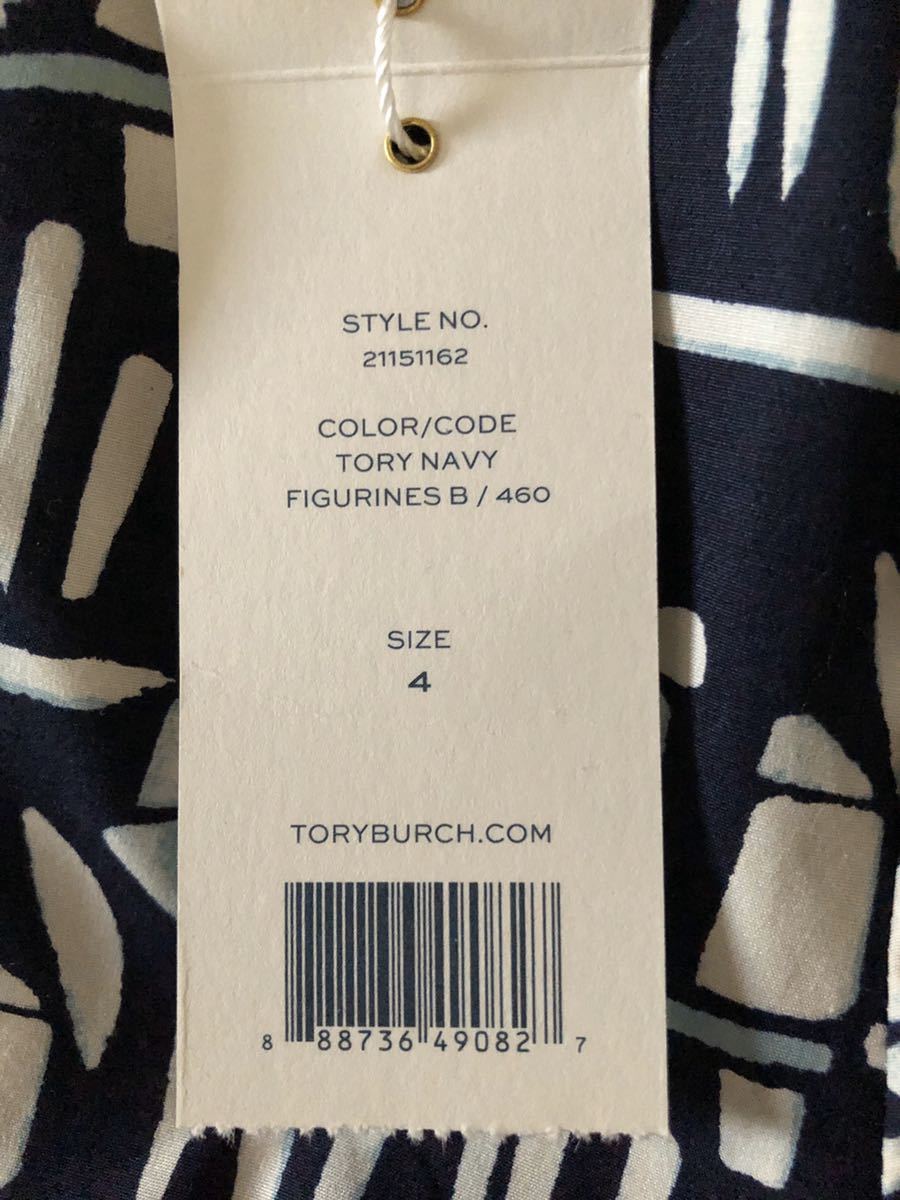 STYLE NO.
21151162
COLOR/CODE
TORY NAVY
FIGURINES B / 460
SIZE
4
TORYBURCH.COM
8 88736 49082 7